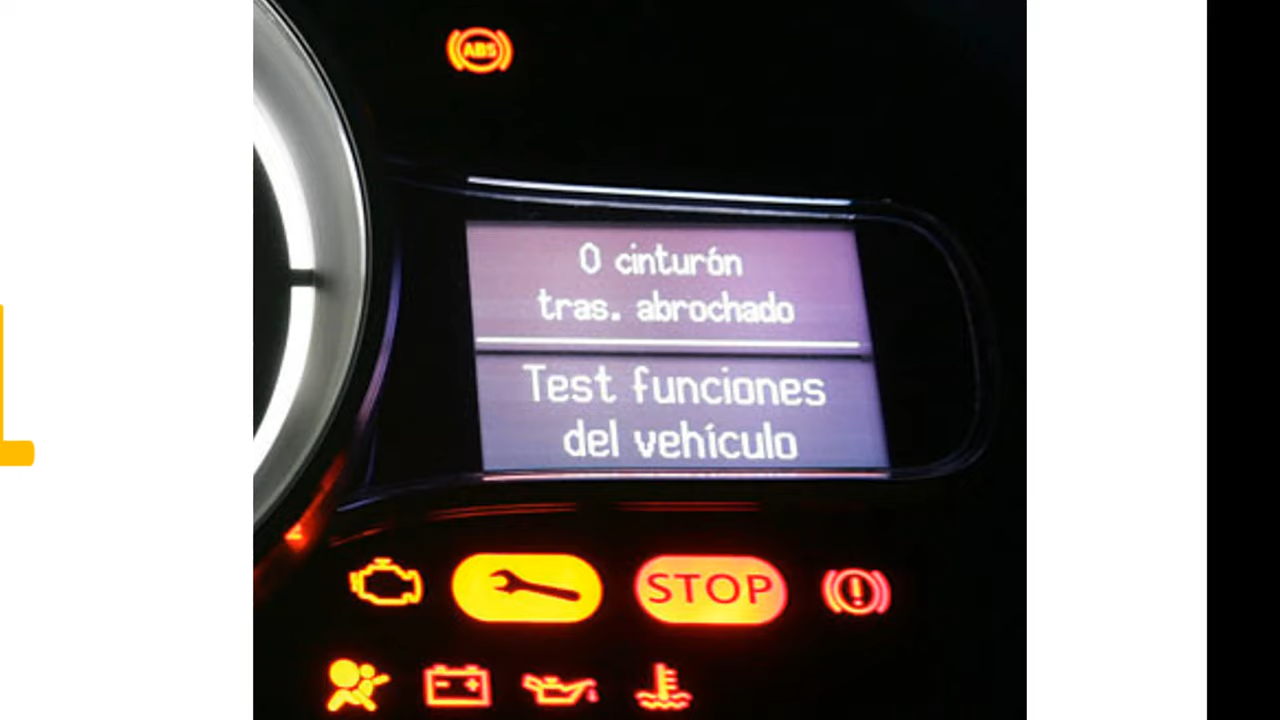 ABS
0 cinturón
tras. abrochado
Test funciones
del vehículo
STOP